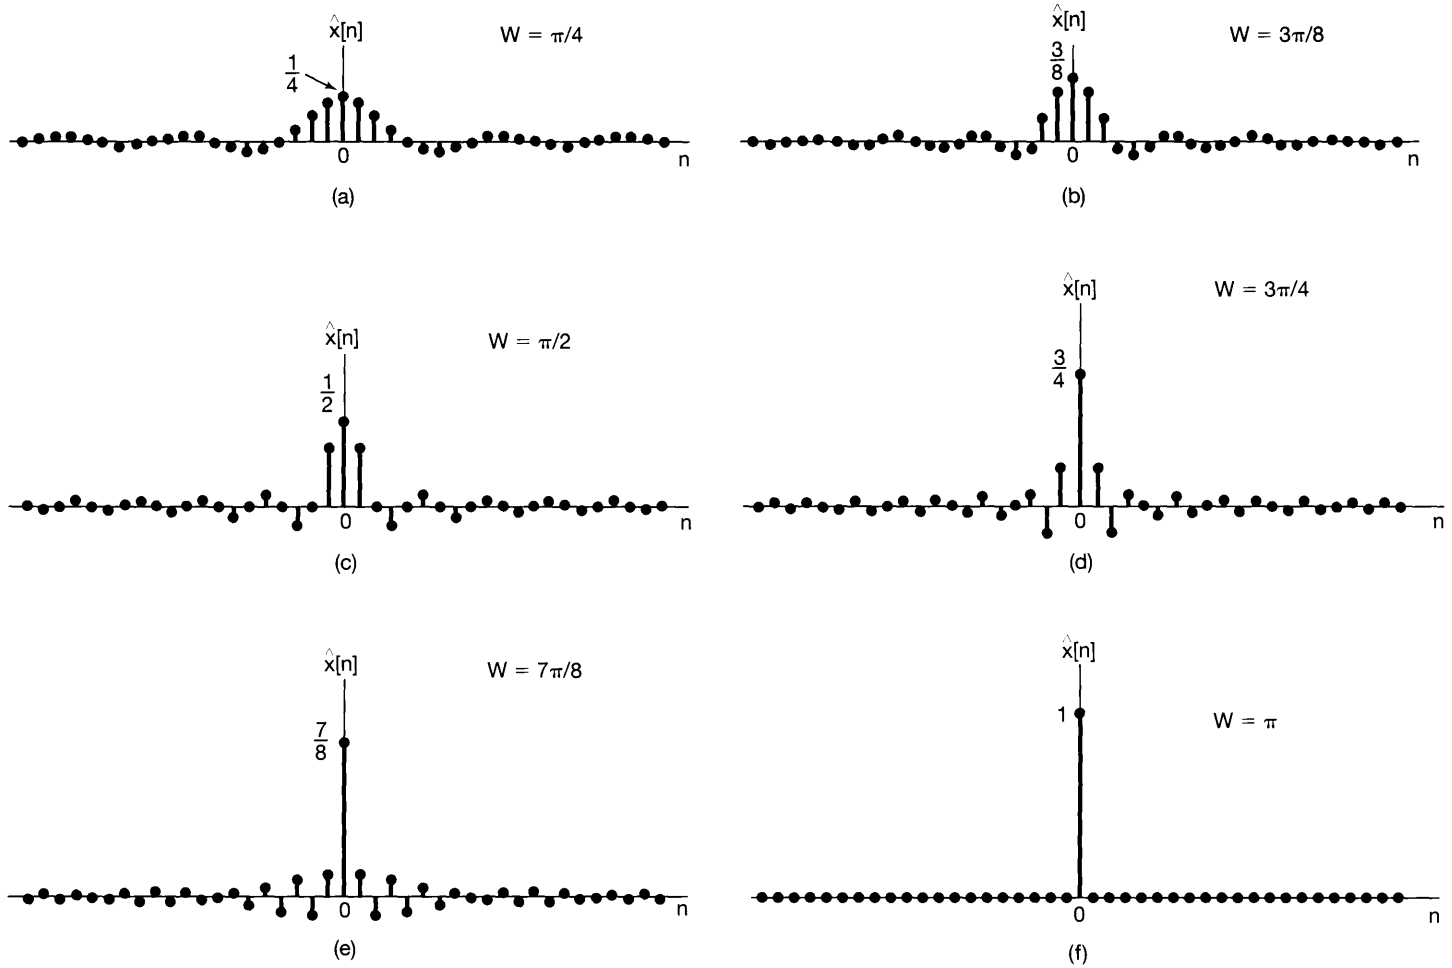 x̂[n]
W = π/4
1/4
0
n
(a)
x̂[n]
W = 3π/8
3/8
0
n
(b)
x̂[n]
W = π/2
1/2
0
n
(c)
x̂[n]
W = 3π/4
3/4
0
n
(d)
x̂[n]
W = 7π/8
7/8
0
n
(e)
x̂[n]
W = π
1
0
n
(f)